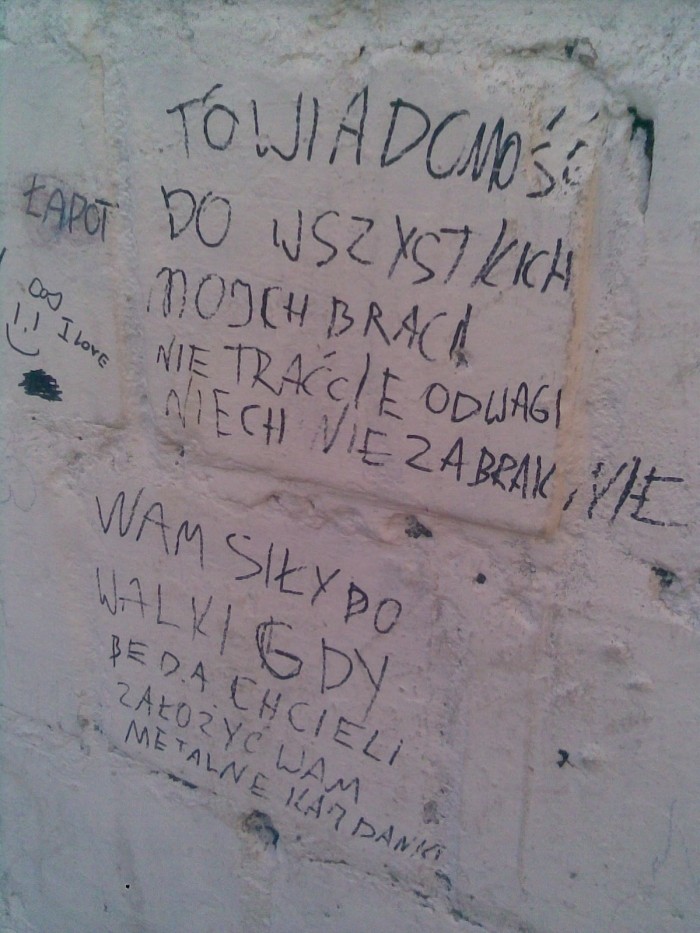 TO WIADOMOŚĆ
DO WSZYSTKICH
MOICH BRACI
NIE TRAĆCIE ODWAGI
NIECH NIE ZABRAKNIE
WAM SIŁY DO
WALKI GDY
BEDA CHCIELI
ZAŁOŻYĆ WAM
METALNE KAJDANKI
ŁAPOT
I LOVE